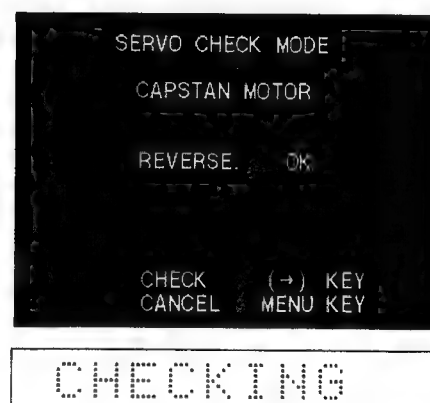 SERVO CHECK MODE
CAPSTAN MOTOR
REVERSE. OK
CHECK (→) KEY
CANCEL MENU KEY
CHECKING